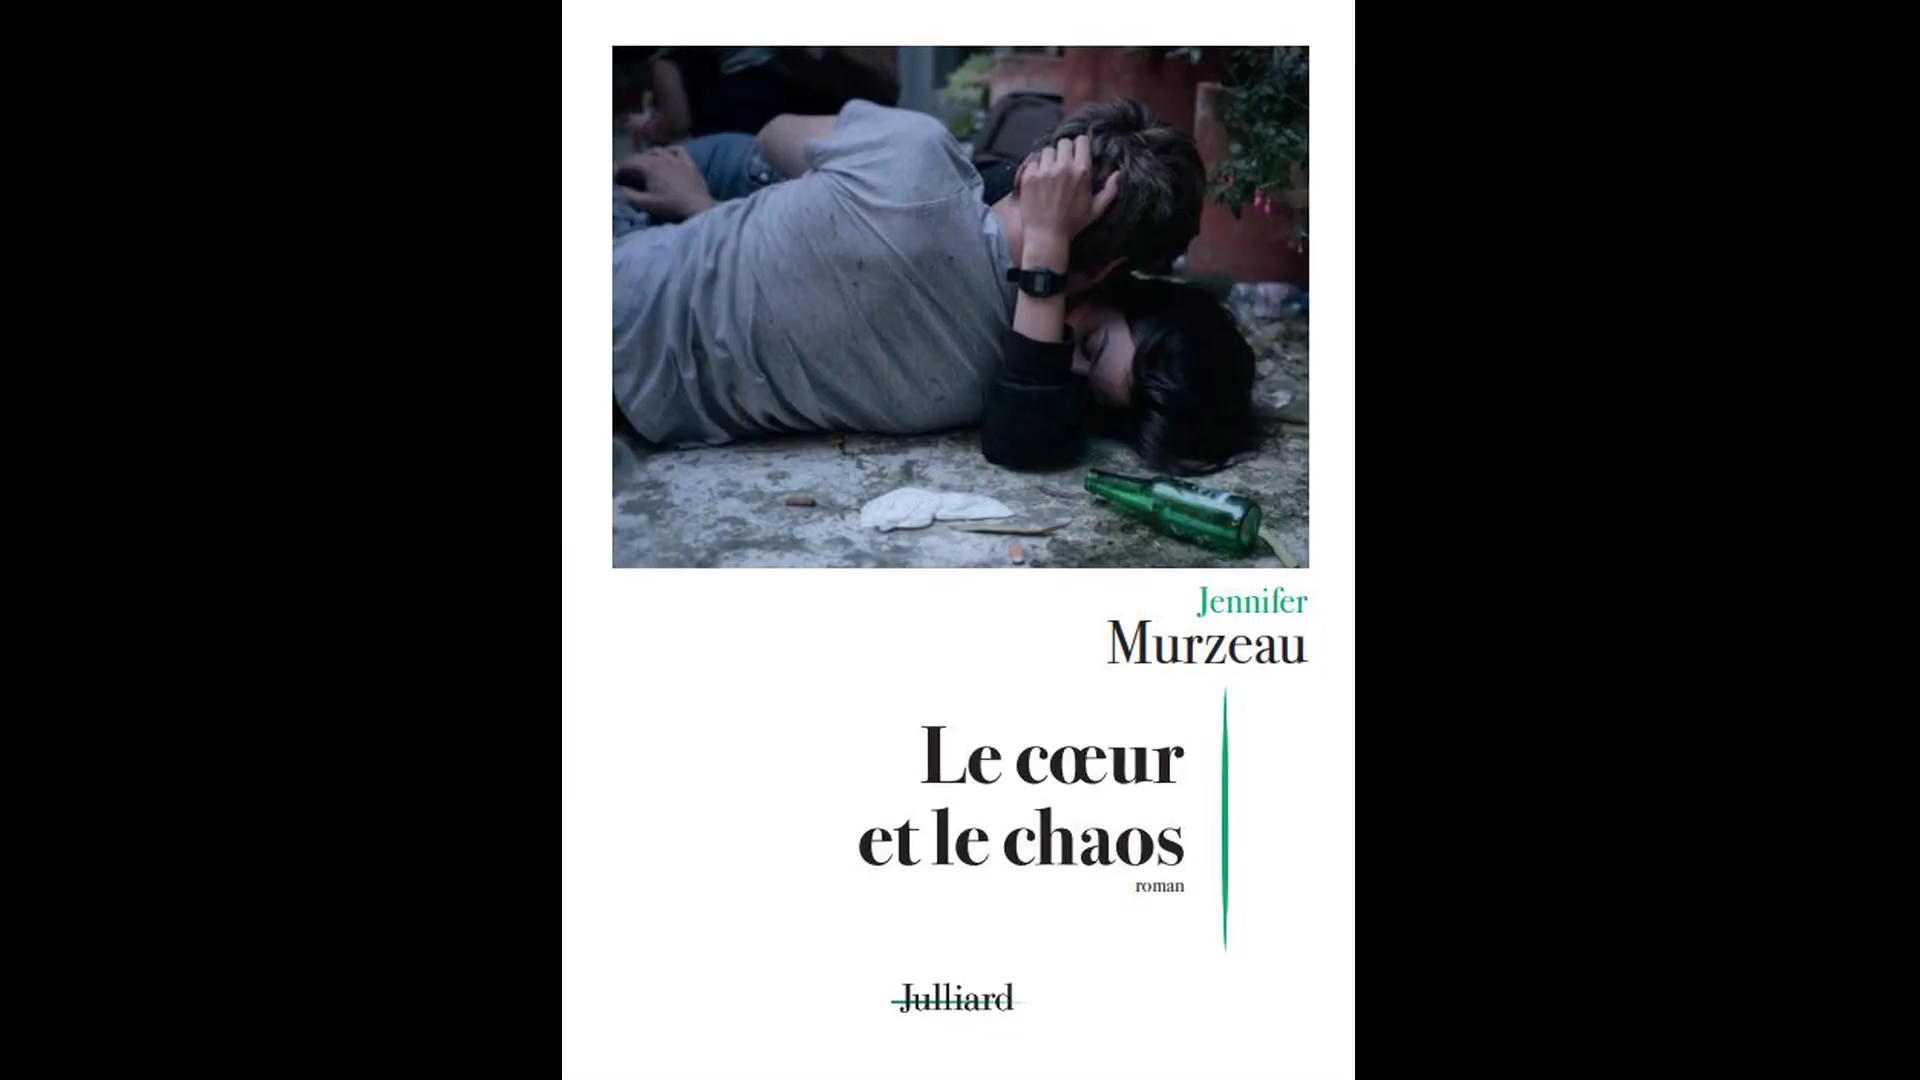 Jennifer
Murzeau
Le cœur
et le chaos
roman
Julliard